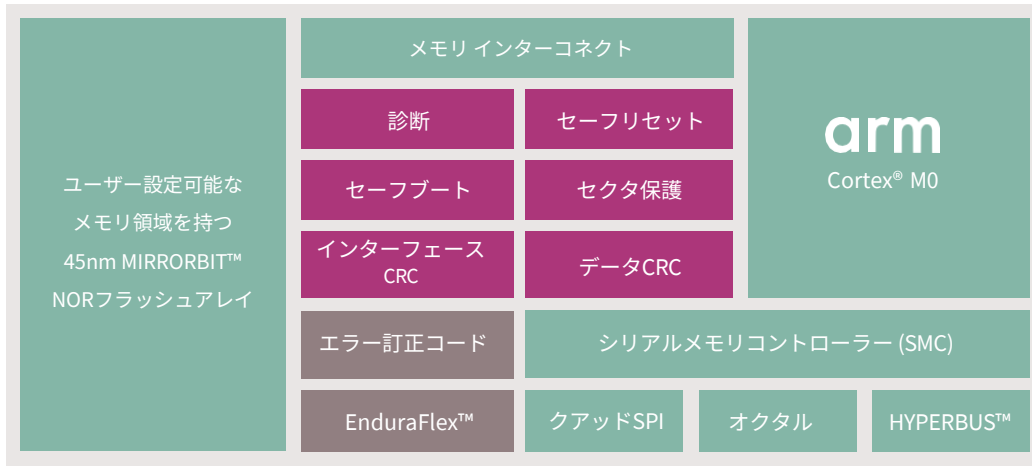 ユーザー設定可能な
メモリ領域を持つ
45nm MIRRORBIT™
NORフラッシュアレイ
メモリ インターコネクト
診断
セーフリセット
セーフブート
セクタ保護
インターフェース
CRC
データCRC
arm
Cortex® M0
エラー訂正コード
シリアルメモリコントローラー (SMC)
EnduraFlex™
クアッドSPI
オクタル
HYPERBUS™